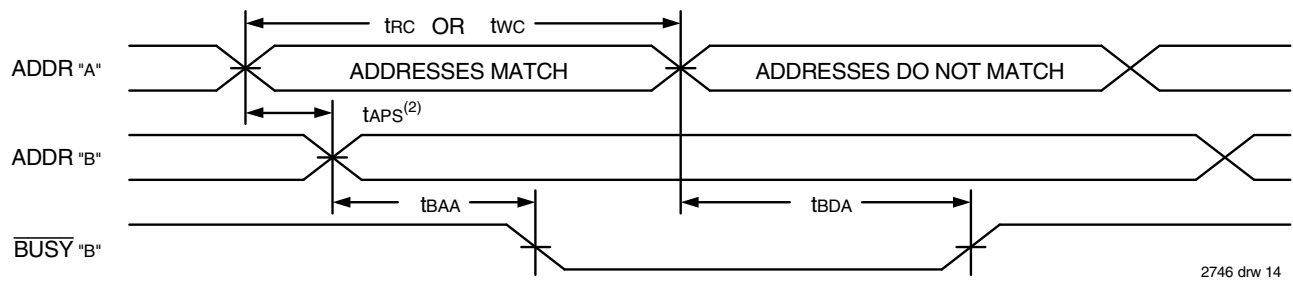 tRC OR tWC
ADDR "A"
ADDRESSES MATCH
ADDRESSES DO NOT MATCH
tAPS(2)
ADDR "B"
tBAA
tBDA
BUSY "B"
2746 drw 14